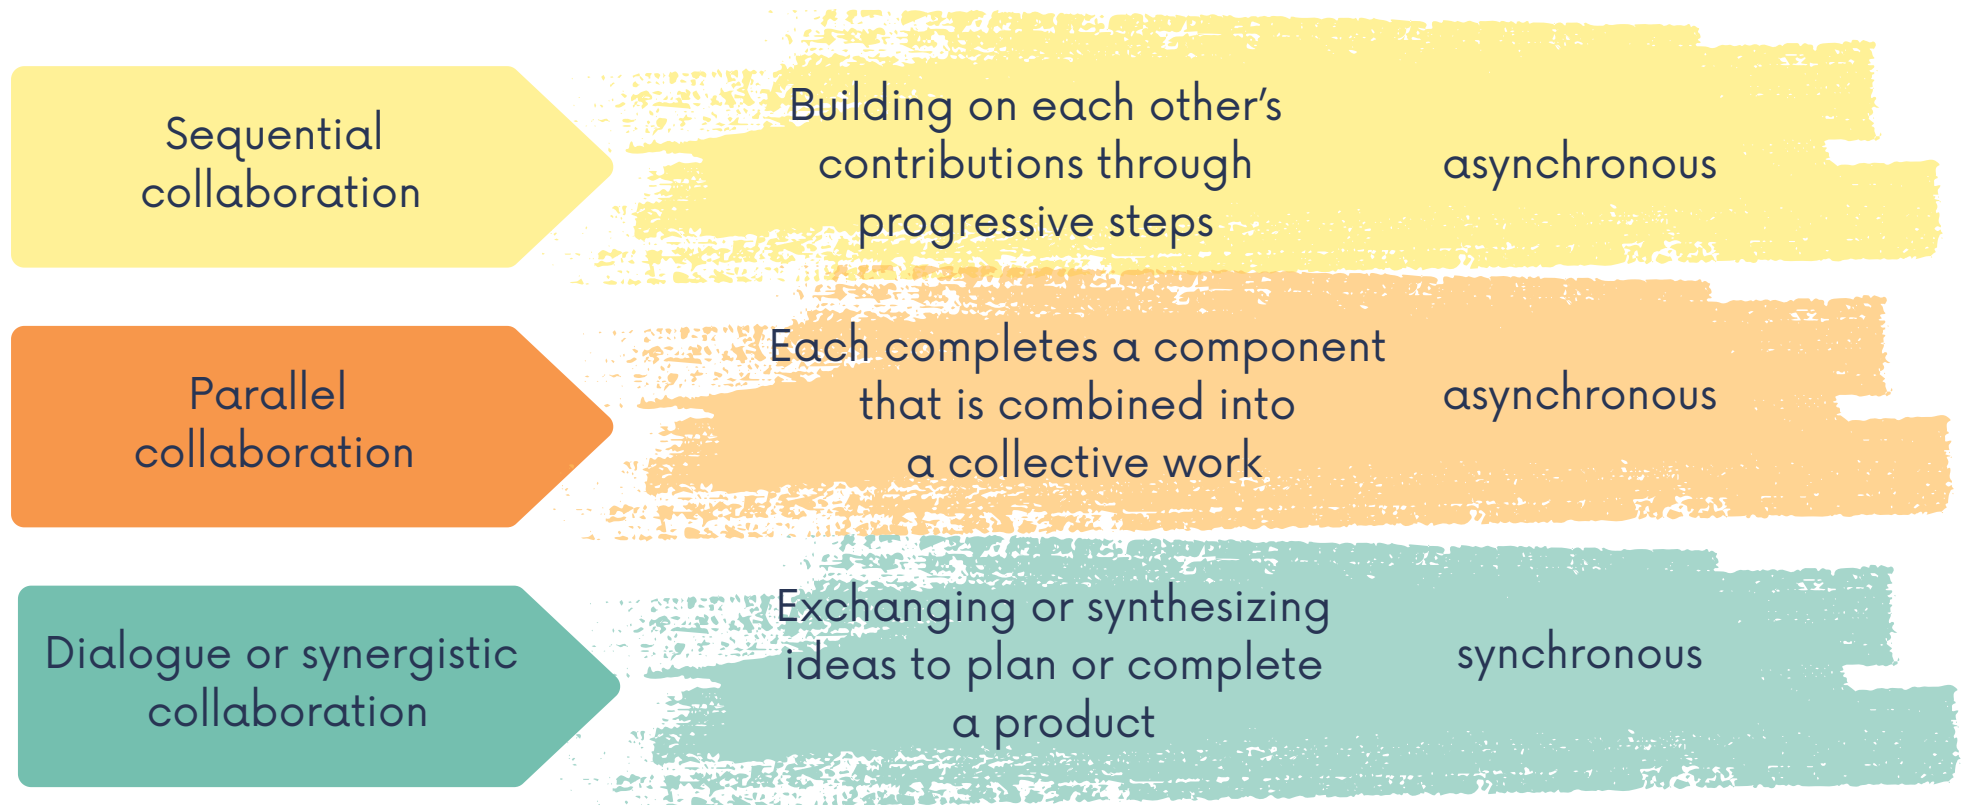 Sequential
collaboration
Building on each other's
contributions through
progressive steps
asynchronous
Parallel
collaboration
Each completes a component
that is combined into
a collective work
asynchronous
Dialogue or synergistic
collaboration
Exchanging or synthesizing
ideas to plan or complete
a product
synchronous